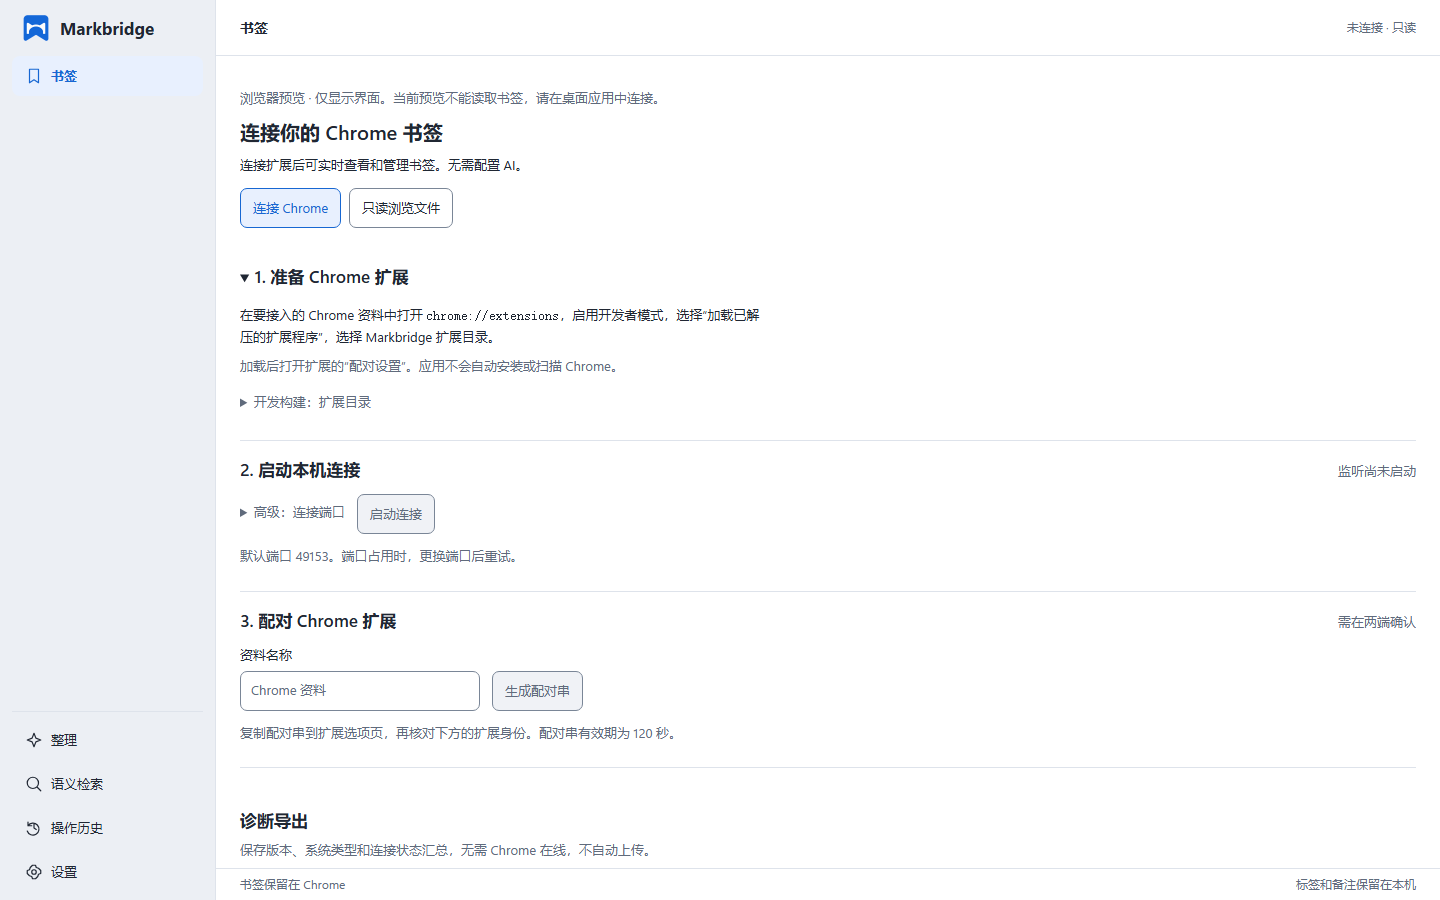 Markbridge
书签
书签
未连接 · 只读
浏览器预览 · 仅显示界面。当前预览不能读取书签，请在桌面应用中连接。
连接你的 Chrome 书签
连接扩展后可实时查看和管理书签。无需配置 AI。
连接 Chrome
只读浏览文件
1. 准备 Chrome 扩展
在要接入的 Chrome 资料中打开 chrome://extensions，启用开发者模式，选择“加载已解
压的扩展程序”，选择 Markbridge 扩展目录。
加载后打开扩展的“配对设置”。应用不会自动安装或扫描 Chrome。
开发构建：扩展目录
2. 启动本机连接
监听尚未启动
高级：连接端口
启动连接
默认端口 49153。端口占用时，更换端口后重试。
3. 配对 Chrome 扩展
需在两端确认
资料名称
Chrome 资料
生成配对串
复制配对串到扩展选项页，再核对下方的扩展身份。配对串有效期为 120 秒。
整理
语义检索
操作历史
设置
诊断导出
保存版本、系统类型和连接状态汇总，无需 Chrome 在线，不自动上传。
书签保留在 Chrome
标签和备注保留在本机